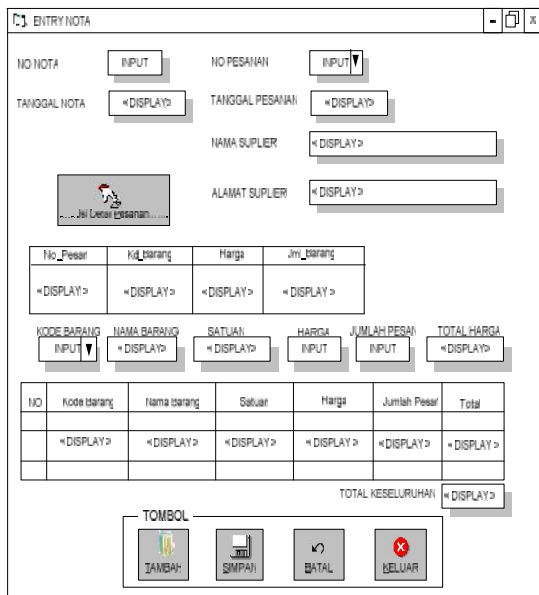 ENTRY NOTA
NO NOTA INPUT NO PESANAN INPUT
TANGGAL NOTA «DISPLAY» TANGGAL PESANAN «DISPLAY»
NAMA SUPLIER «DISPLAY»
ALAMAT SUPLIER «DISPLAY»
Isi Detail Pesanan
No_Pesan Kd_barang Harga Jml_barang
«DISPLAY» «DISPLAY» «DISPLAY» «DISPLAY»
KODE BARANG NAMA BARANG SATUAN HARGA JUMLAH PESAN TOTAL HARGA
INPUT «DISPLAY» «DISPLAY» INPUT INPUT «DISPLAY»
NO Kode barang Nama barang Satuan Harga Jumlah Pesan Total
«DISPLAY» «DISPLAY» «DISPLAY» «DISPLAY» «DISPLAY» «DISPLAY»
TOTAL KESELURUHAN «DISPLAY»
TOMBOL
TAMBAH SIMPAN BATAL KELUAR